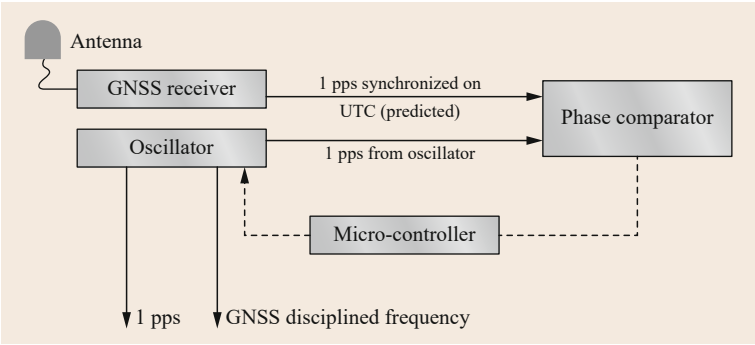 Antenna
GNSS receiver
1 pps synchronized on
UTC (predicted)
Phase comparator
Oscillator
1 pps from oscillator
Micro-controller
1 pps
GNSS disciplined frequency